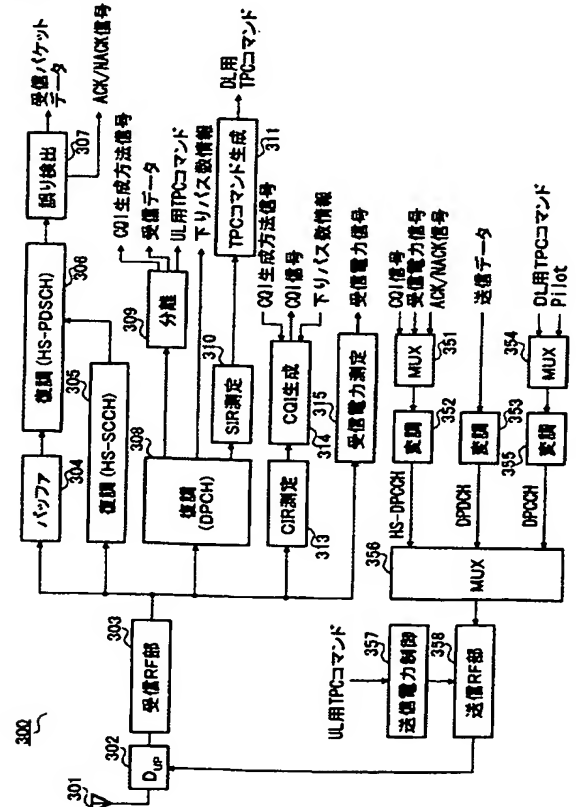 300
301
302
D_UP
303
受信RF部
304
バッファ
305
復調(HS-SCCH)
306
復調(HS-PDSCH)
307
誤り検出
受信パケット
データ
ACK/NACK信号
308
復調
(DPCH)
309
分離
CQI生成方法信号
受信データ
UL用TPCコマンド
下りパス数情報
310
SIR測定
TPCコマンド生成
311
DL用
TPCコマンド
CIR測定
313
CQI生成
314
CQI生成方法信号
CQI信号
下りパス数情報
315
受信電力測定
受信電力信号
CQI信号
受信電力信号
ACK/NACK信号
MUX
351
変調
352
HS-DPCCH
送信データ
変調
353
DPDCH
DL用TPCコマンド
Pilot
MUX
354
変調
355
DPCCH
356
MUX
UL用TPCコマンド
357
送信電力制御
358
送信RF部